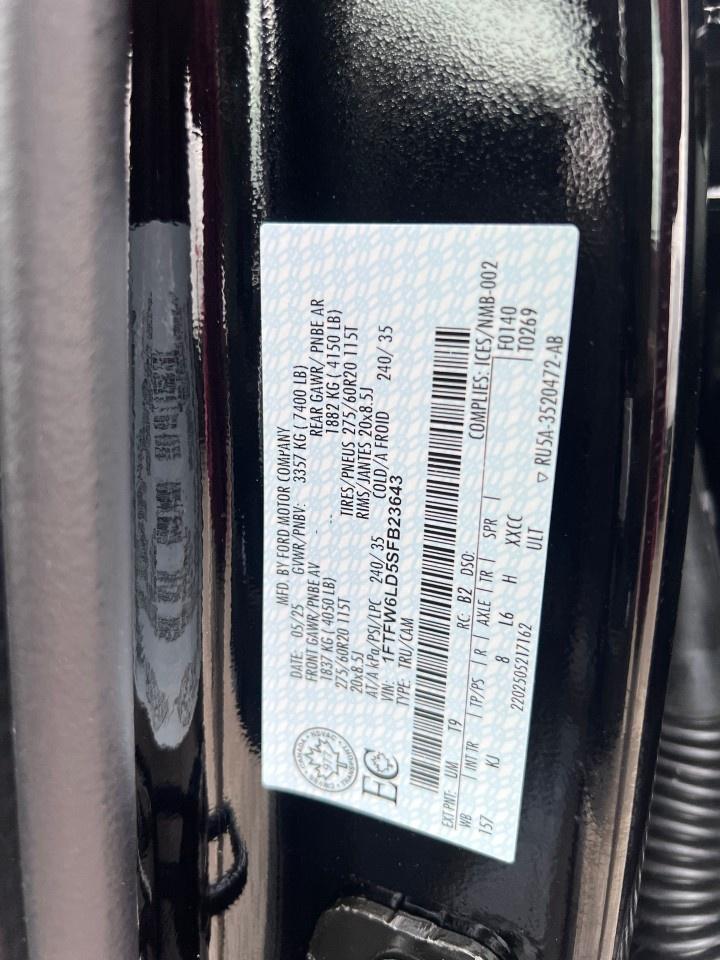 MFD. BY FORD MOTOR COMPANY
DATE: 05/25 GVWR/PNBV: 3357 KG ( 7400 LB)
FRONT GAWR/PNBE AV REAR GAWR/ PNBE AR
1837 KG ( 4050 LB) 1882 KG ( 4150 LB)
275/60R20 115T TIRES/PNEUS 275/60R20 115T
20x8.5J RIMS/JANTES 20x8.5J
AT/A kPa/PSI/LPC 240/ 35 COLD/A FROID 240/ 35
VIN: 1FTFW6LD5SFB23643
TYPE: TRU/CAM
CANADA
EC
EXT PNT: UM T9 RC: B2 DSO: COMPLIES: ICES/NMB-002
WB | INT TR | TP/PS | R | AXLE | TR | SPR | F0140
157 KJ 8 L6 H XXCC T0269
2202505217162 ULT
▽ RU5A-3520472-AB